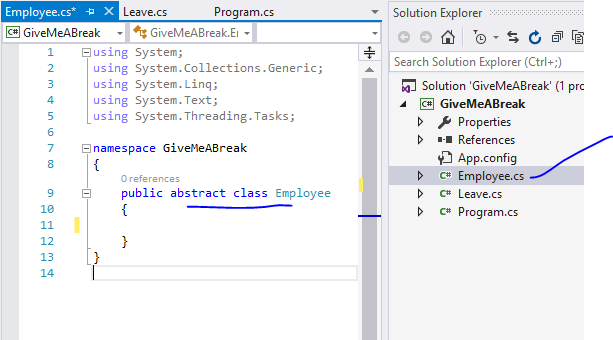 Employee.cs* Leave.cs Program.cs
GiveMeABreak GiveMeABreak.Er
1 using System;
2 using System.Collections.Generic;
3 using System.Linq;
4 using System.Text;
5 using System.Threading.Tasks;
6
7 namespace GiveMeABreak
8 {
0 references
9 public abstract class Employee
10 {
11
12 }
13 }
14
Solution Explorer
Search Solution Explorer (Ctrl+;)
Solution 'GiveMeABreak' (1 pro
GiveMeABreak
Properties
References
App.config
Employee.cs
Leave.cs
Program.cs